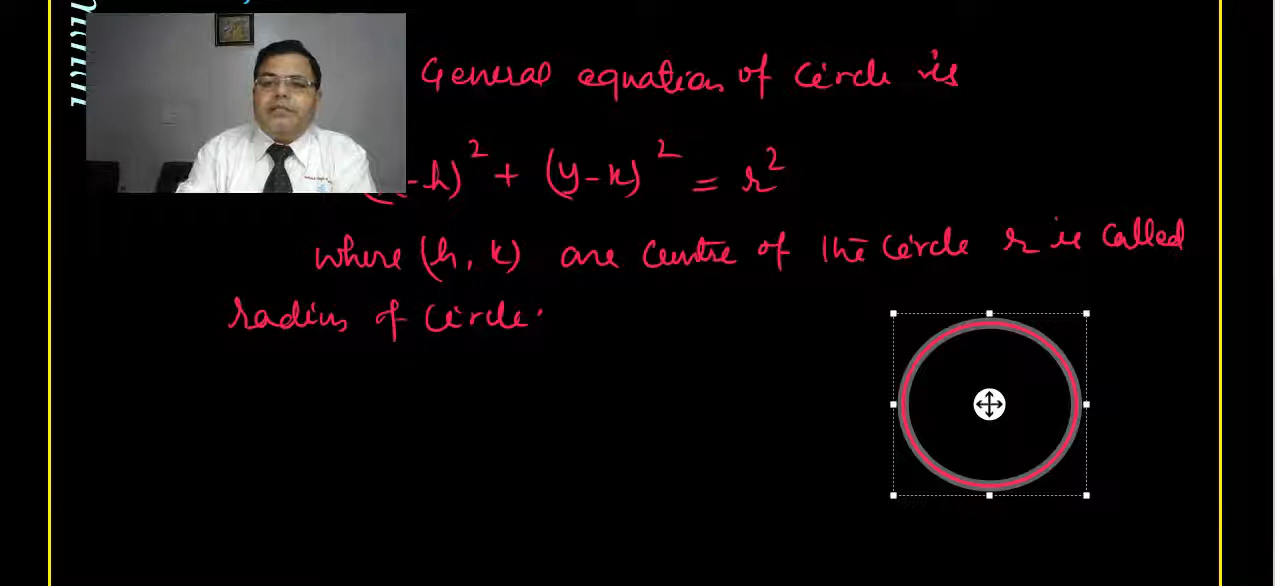 General equation of circle is
-h)² + (y-k)² = r²
where (h, k) are centre of the circle r is called
radius of circle.